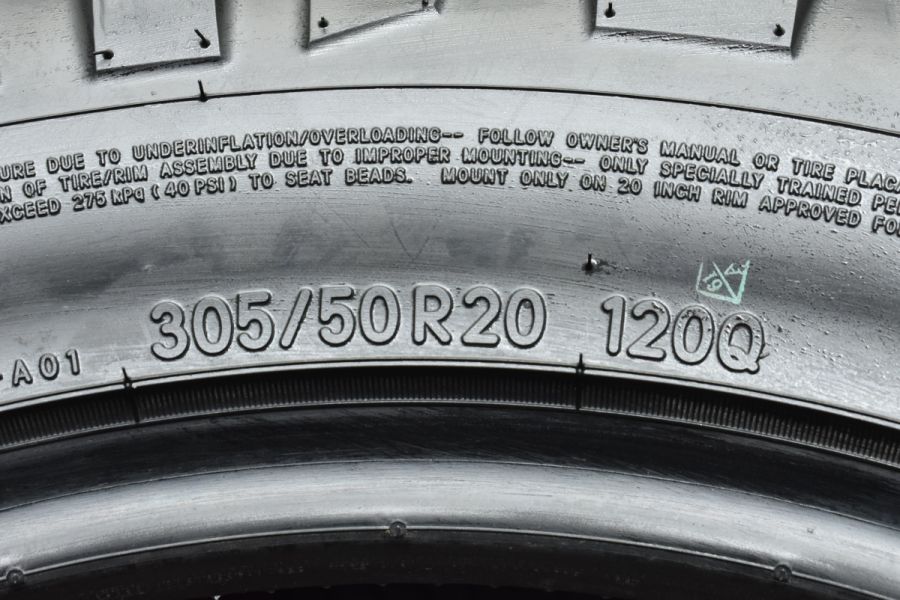 URE DUE TO UNDERINFLATION/OVERLOADING-- FOLLOW OWNER'S MANUAL OR TIRE PLACA
N OF TIRE/RIM ASSEMBLY DUE TO IMPROPER MOUNTING-- ONLY SPECIALLY TRAINED PE
XCEED 275 kPa (40 PSI) TO SEAT BEADS. MOUNT ONLY ON 20 INCH RIM APPROVED FO
305/50R20 120Q
-A01